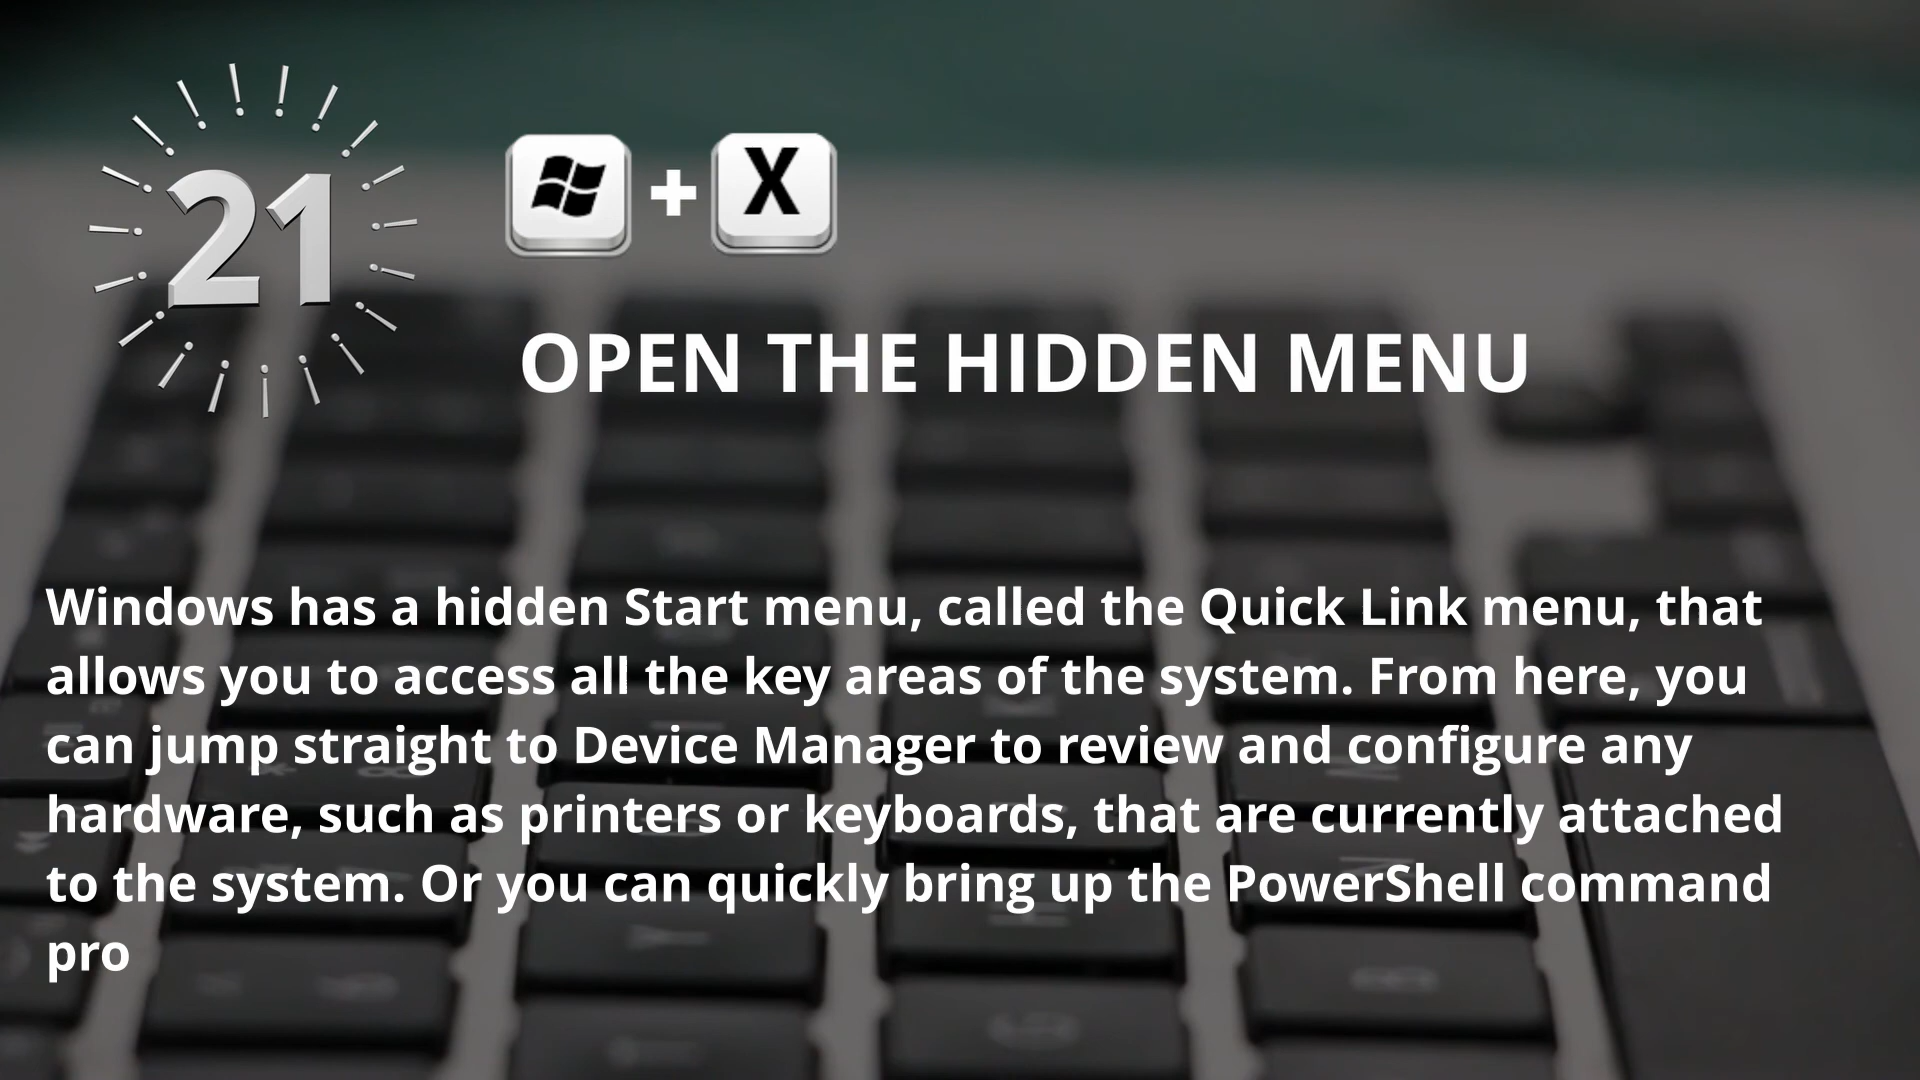 21
+ X
OPEN THE HIDDEN MENU
Windows has a hidden Start menu, called the Quick Link menu, that
allows you to access all the key areas of the system. From here, you
can jump straight to Device Manager to review and configure any
hardware, such as printers or keyboards, that are currently attached
to the system. Or you can quickly bring up the PowerShell command
pro